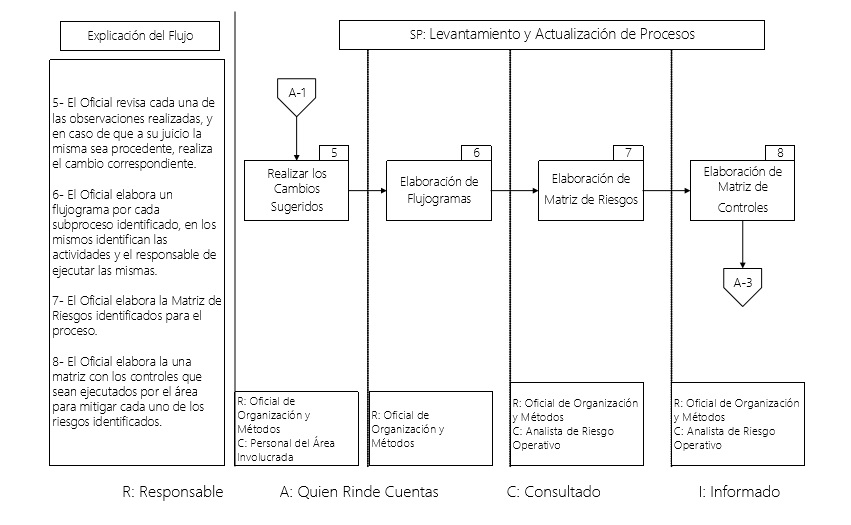 Explicación del Flujo
SP: Levantamiento y Actualización de Procesos
5- El Oficial revisa cada una de
las observaciones realizadas, y
en caso de que a su juicio la
misma sea procedente, realiza
el cambio correspondiente.
6- El Oficial elabora un
flujograma por cada
subproceso identificado, en los
mismos identifican las
actividades y el responsable de
ejecutar las mismas.
7- El Oficial elabora la Matriz de
Riesgos identificados para el
proceso.
8- El Oficial elabora la una
matriz con los controles que
sean ejecutados por el área
para mitigar cada uno de los
riesgos identificados.
A-1
5
Realizar los
Cambios
Sugeridos
6
Elaboración de
Flujogramas
7
Elaboración de
Matriz de Riesgos
8
Elaboración de
Matriz de
Controles
A-3
R: Oficial de
Organización y
Métodos
C: Personal del Área
Involucrada
R: Oficial de
Organización y
Métodos
R: Oficial de Organización
y Métodos
C: Analista de Riesgo
Operativo
R: Oficial de Organización
y Métodos
C: Analista de Riesgo
Operativo
R: Responsable A: Quien Rinde Cuentas C: Consultado I: Informado